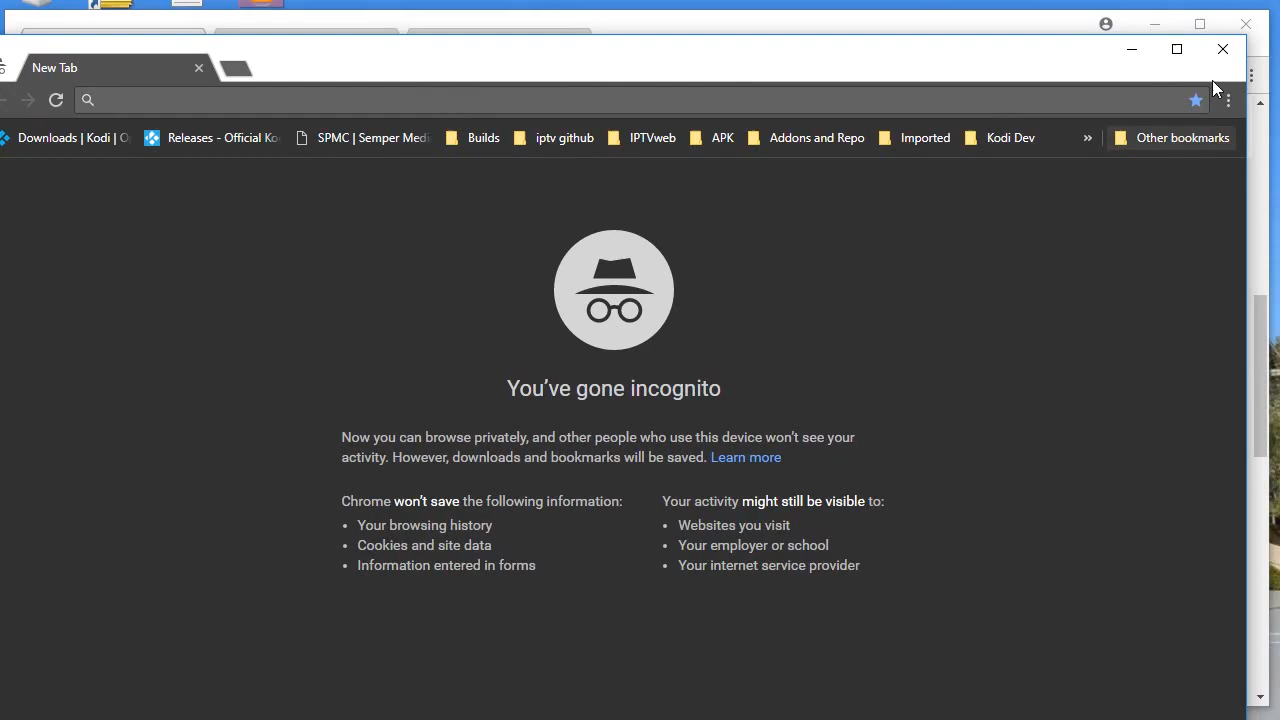 New Tab
Downloads | Kodi | O
Releases - Official Ko
SPMC | Semper Medi
Builds
iptv github
IPTVweb
APK
Addons and Repo
Imported
Kodi Dev
»
Other bookmarks
You've gone incognito
Now you can browse privately, and other people who use this device won't see your
activity. However, downloads and bookmarks will be saved. Learn more
Chrome won't save the following information:
• Your browsing history
• Cookies and site data
• Information entered in forms
Your activity might still be visible to:
• Websites you visit
• Your employer or school
• Your internet service provider